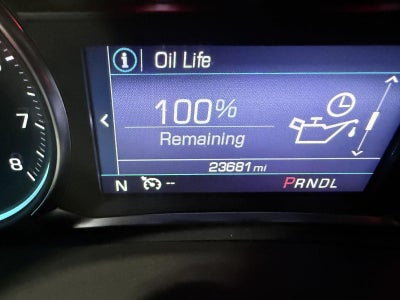 Oil Life
100%
Remaining
23681 mi
N -- PRNDL
7
8